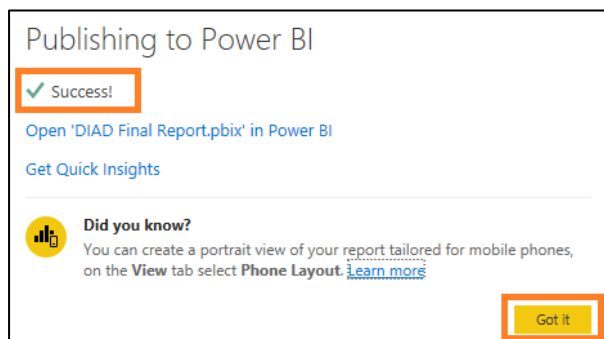 Publishing to Power BI
Success!
Open 'DIAD Final Report.pbix' in Power BI
Get Quick Insights
Did you know?
You can create a portrait view of your report tailored for mobile phones,
on the View tab select Phone Layout. Learn more
Got it